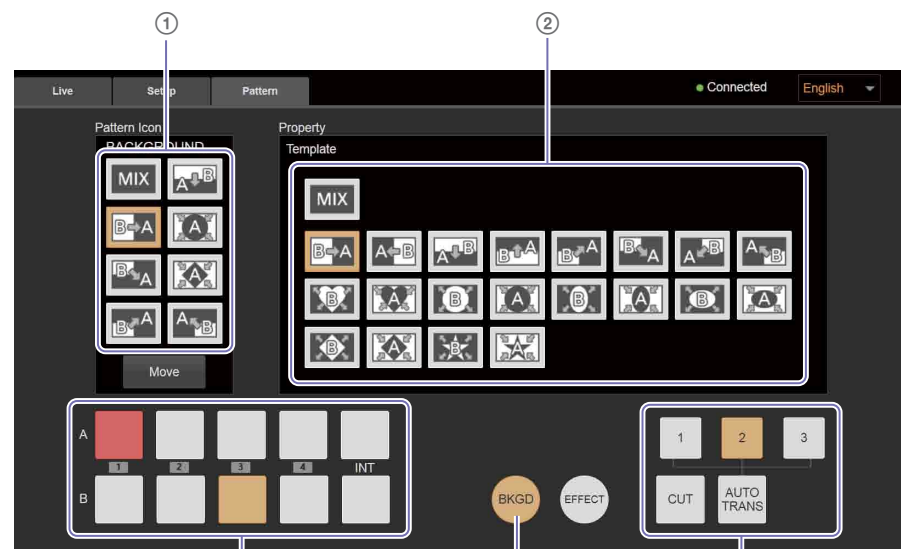 ① ②
Live Setup Pattern Connected English
Pattern Icon Property
BACKGROUND Template
MIX A B MIX
B A A B A A B A B B A B A B A A B A B
B A A B A B A B A B A
B A A B B A B A
Move
A 1 2 3
1 2 3 4 INT
B BKGD EFFECT CUT AUTO TRANS